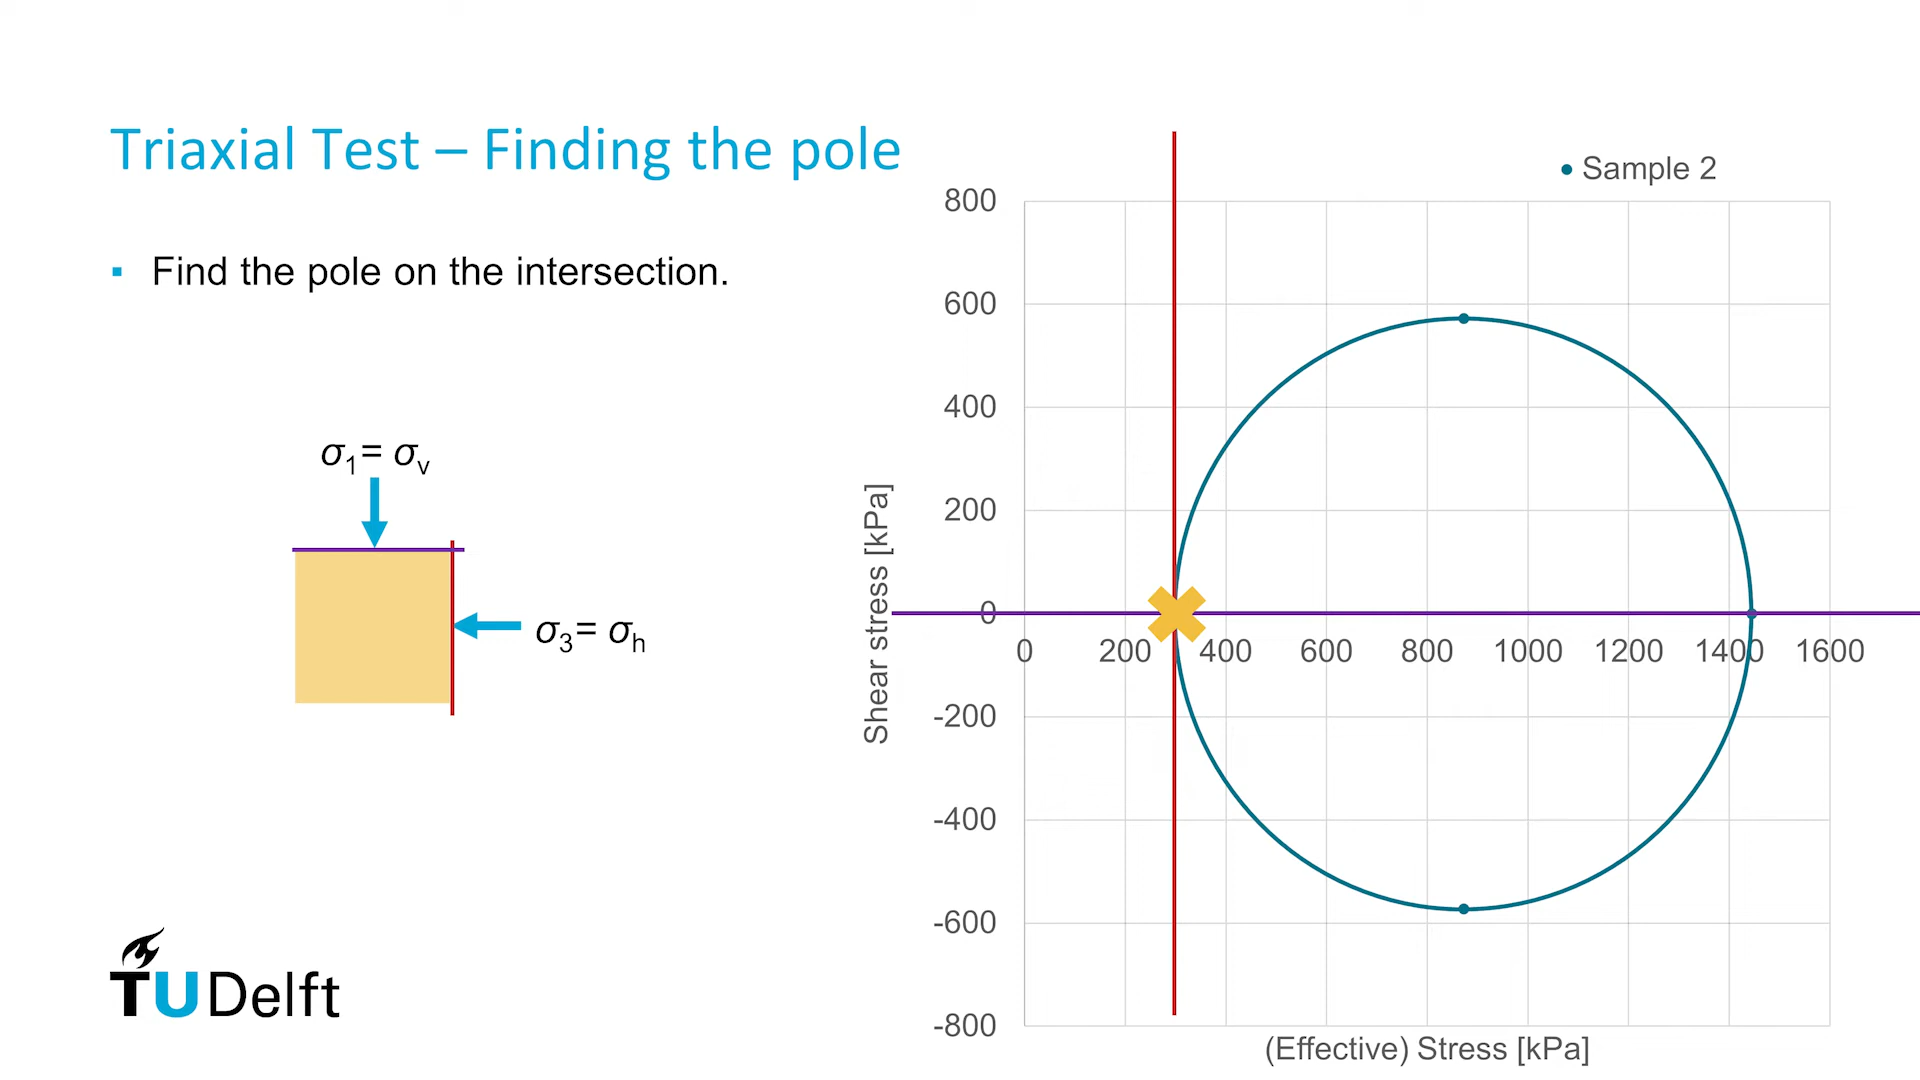 Triaxial Test – Finding the pole
▪ Find the pole on the intersection.
σ1= σv
σ3= σh
TUDelft
Sample 2
Shear stress [kPa]
800
600
400
200
0
-200
-400
-600
-800
0 200 400 600 800 1000 1200 1400 1600
(Effective) Stress [kPa]